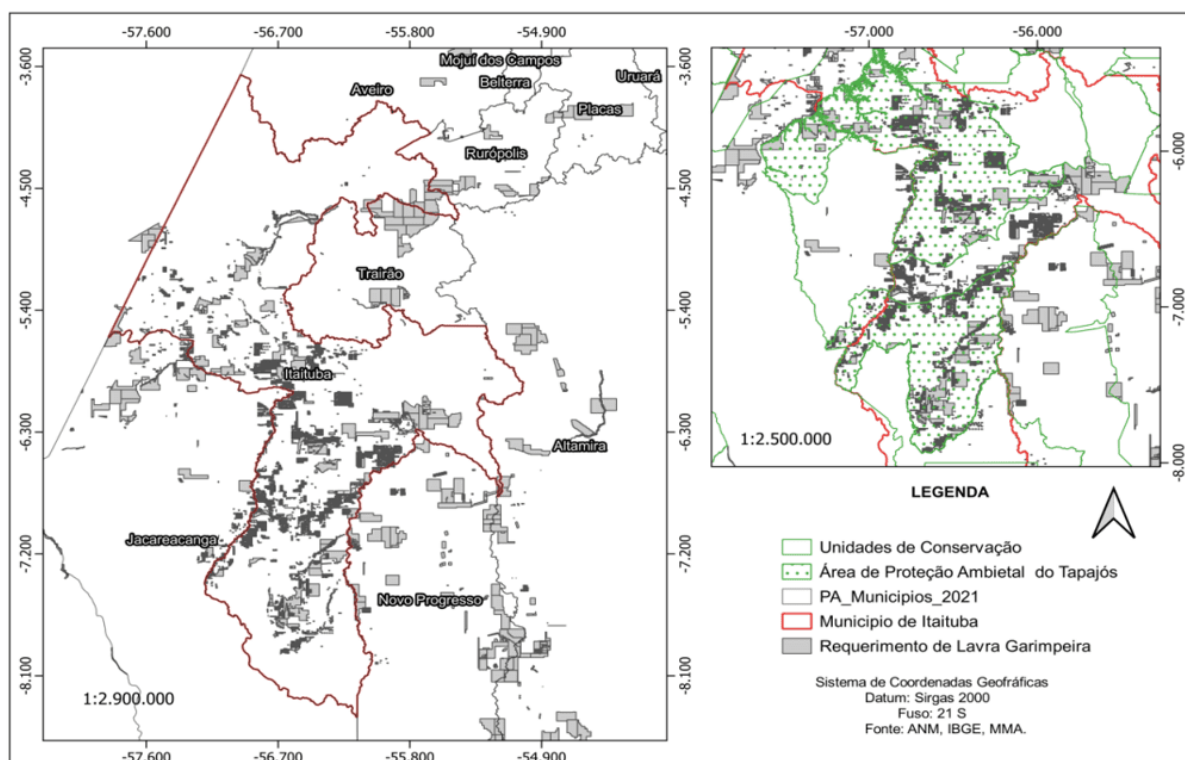 -57.600 -56.700 -55.800 -54.900
-3.600 -4.500 -5.400 -6.300 -7.200 -8.100
Mojuí dos Campos
Belterra
Uruará
Aveiro
Placas
Rurópolis
Trairão
Itaituba
Altamira
Jacareacanga
Novo Progresso
1:2.900.000
-3.600 -4.500 -5.400 -6.300 -7.200 -8.100
-57.600 -56.700 -55.800 -54.900
-57.000 -56.000
-6.000 -7.000 -8.000
1:2.500.000
LEGENDA
Unidades de Conservação
Área de Proteção Ambietal do Tapajós
PA_Municipios_2021
Municipio de Itaituba
Requerimento de Lavra Garimpeira
Sistema de Coordenadas Geofráficas
Datum: Sirgas 2000
Fuso: 21 S
Fonte: ANM, IBGE, MMA.